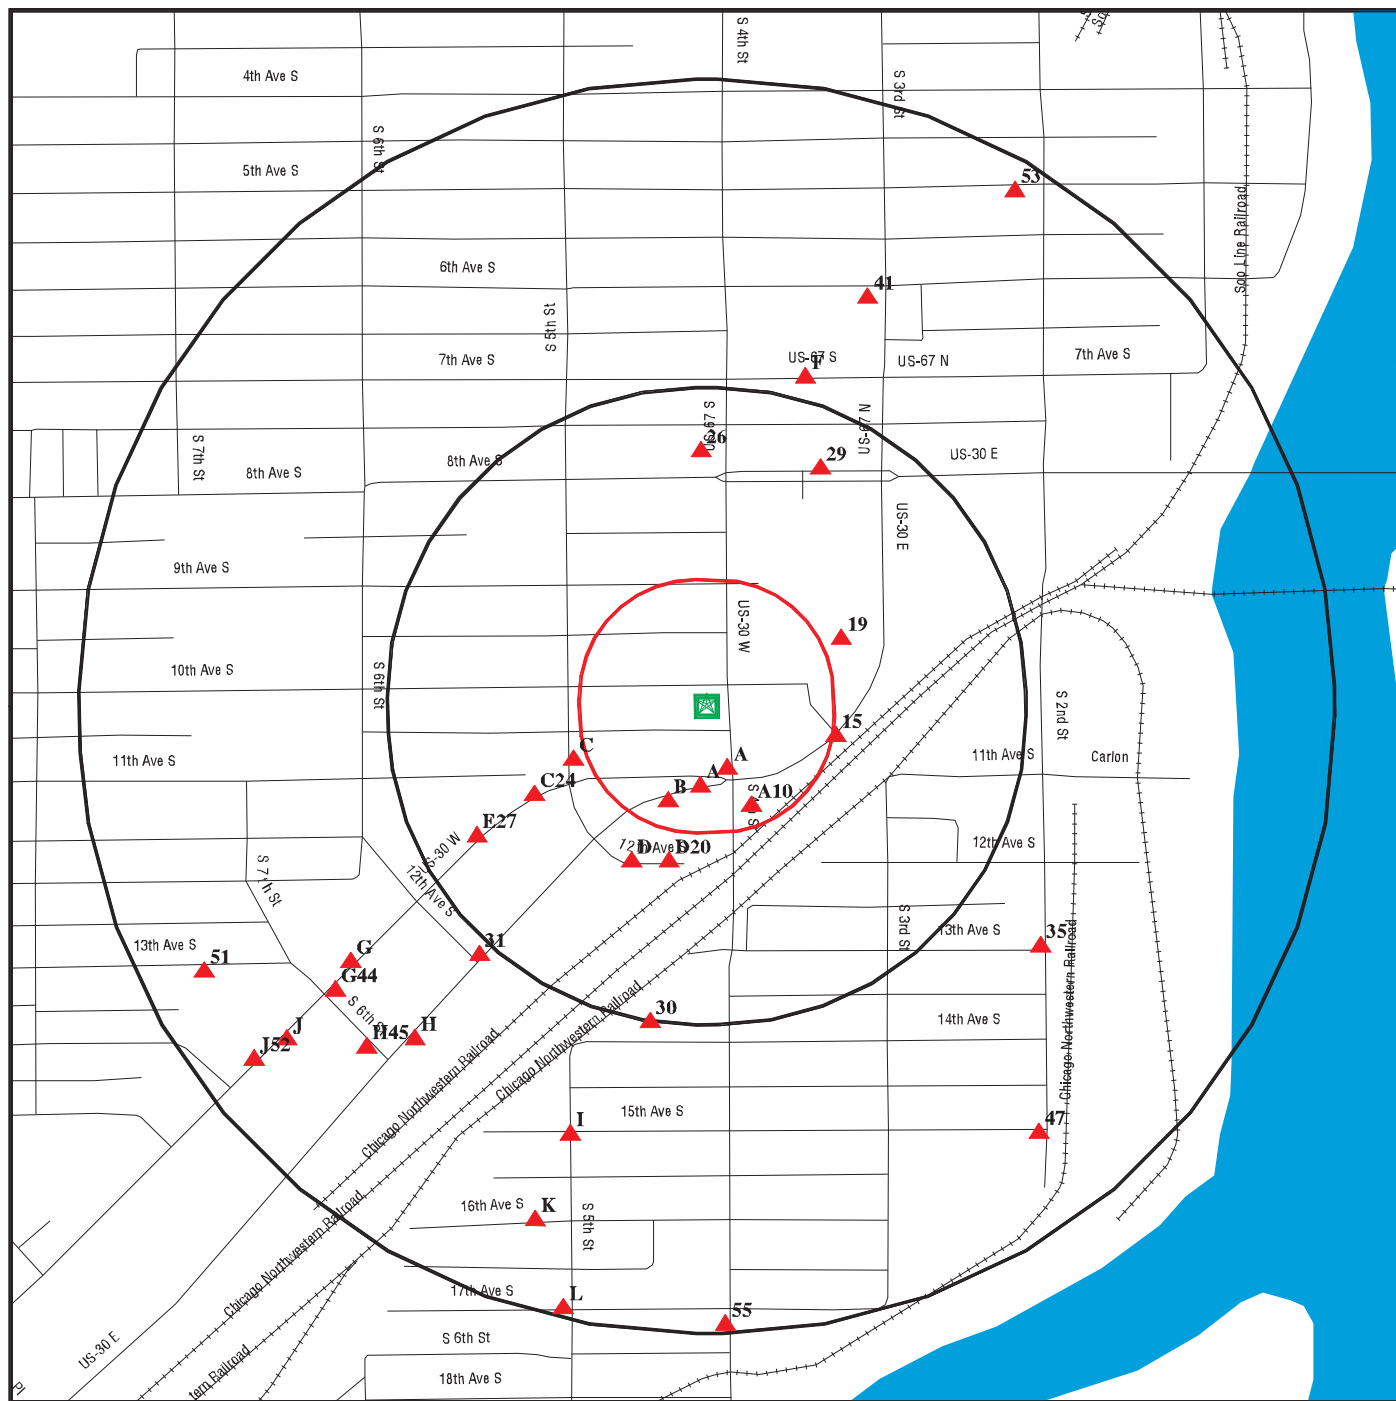 S 4th St
4th Ave S
S 3rd St
S 6th St
5th Ave S
53
Soo Line Railroad
6th Ave S
41
S 5th St
7th Ave S
US-67 S
F
US-67 N
7th Ave S
S 7th St
8th Ave S
8th Ave S
26
US-67 S
29
US-67 N
US-30 E
US-30 E
9th Ave S
US-30 W
19
10th Ave S
S 6th St
S 2nd St
15
11th Ave S
C
A
11th Ave S
Carlon
C24
B
A
A10
E27
US-30 W
12th Ave S
D
D20
12th Ave S
S 7th St
12th Ave S
S 3rd St
13th Ave S
13th Ave S
35
51
G
31
G44
S 6th St
30
14th Ave S
J
H45
H
J52
Chicago Northwestern Railroad
Chicago Northwestern Railroad
Chicago Northwestern Railroad
I
15th Ave S
47
16th Ave S
K
S 5th St
Chicago Northwestern Railroad
17th Ave S
L
55
S 6th St
US-30 E
tern Railroad
18th Ave S
Pl